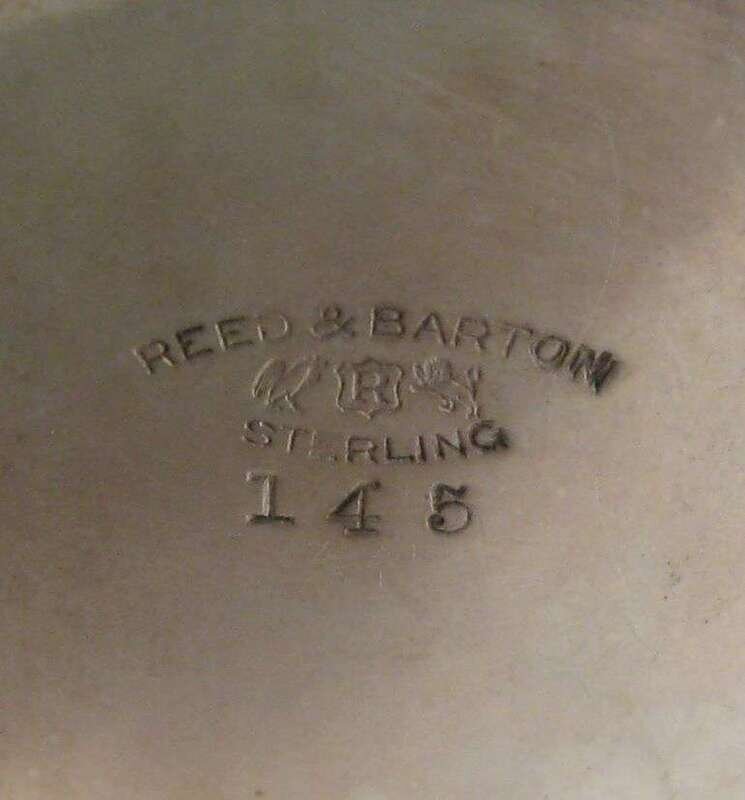 REED & BARTON
R
STERLING
145